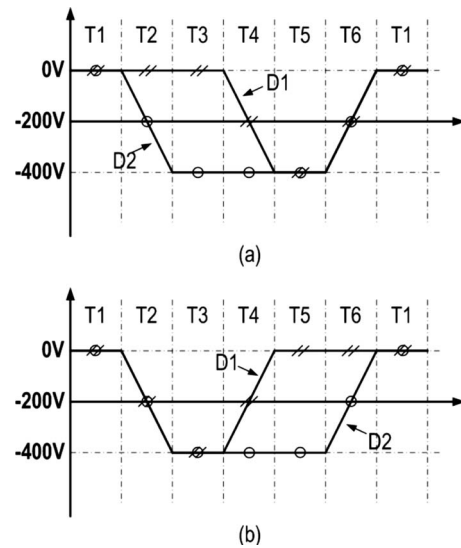 T1 T2 T3 T4 T5 T6 T1
0V
D1
-200V
D2
-400V
(a)
T1 T2 T3 T4 T5 T6 T1
0V
D1
-200V
D2
-400V
(b)